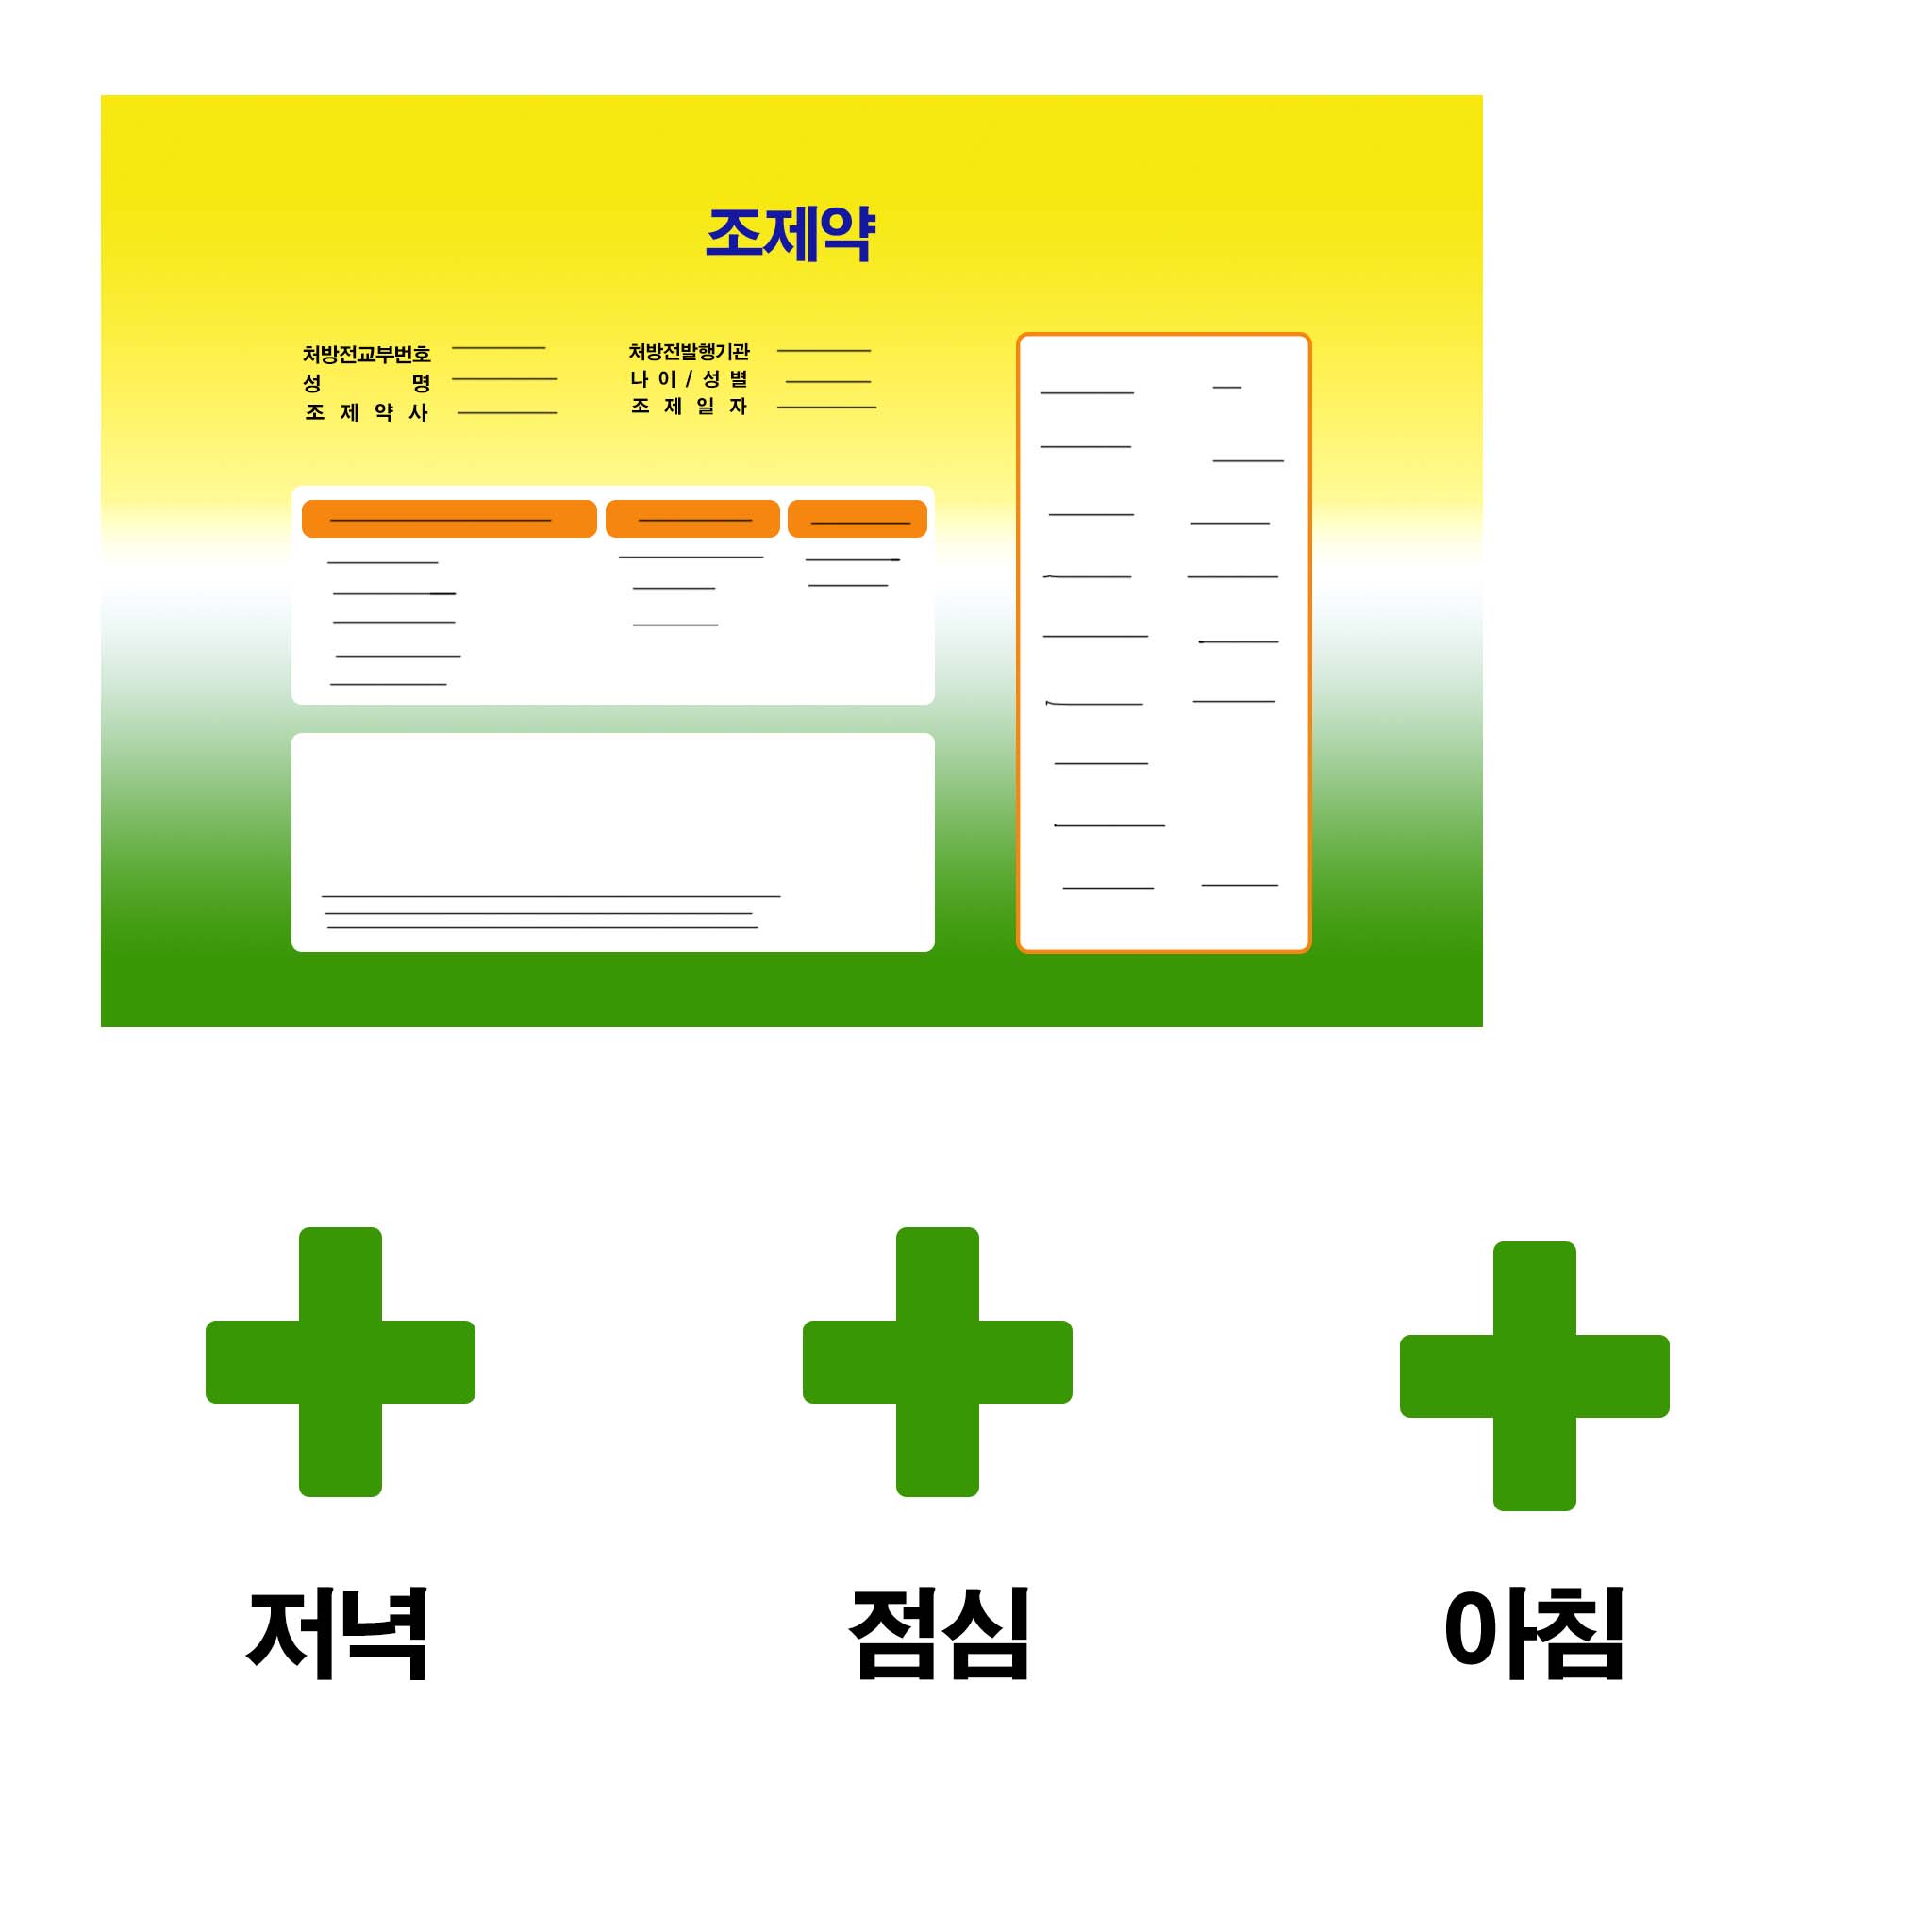 조제약
처방전교부번호
성 명
조 제 약 사
처방전발행기관
나 이 / 성 별
조 제 일 자
저녁
점심
아침